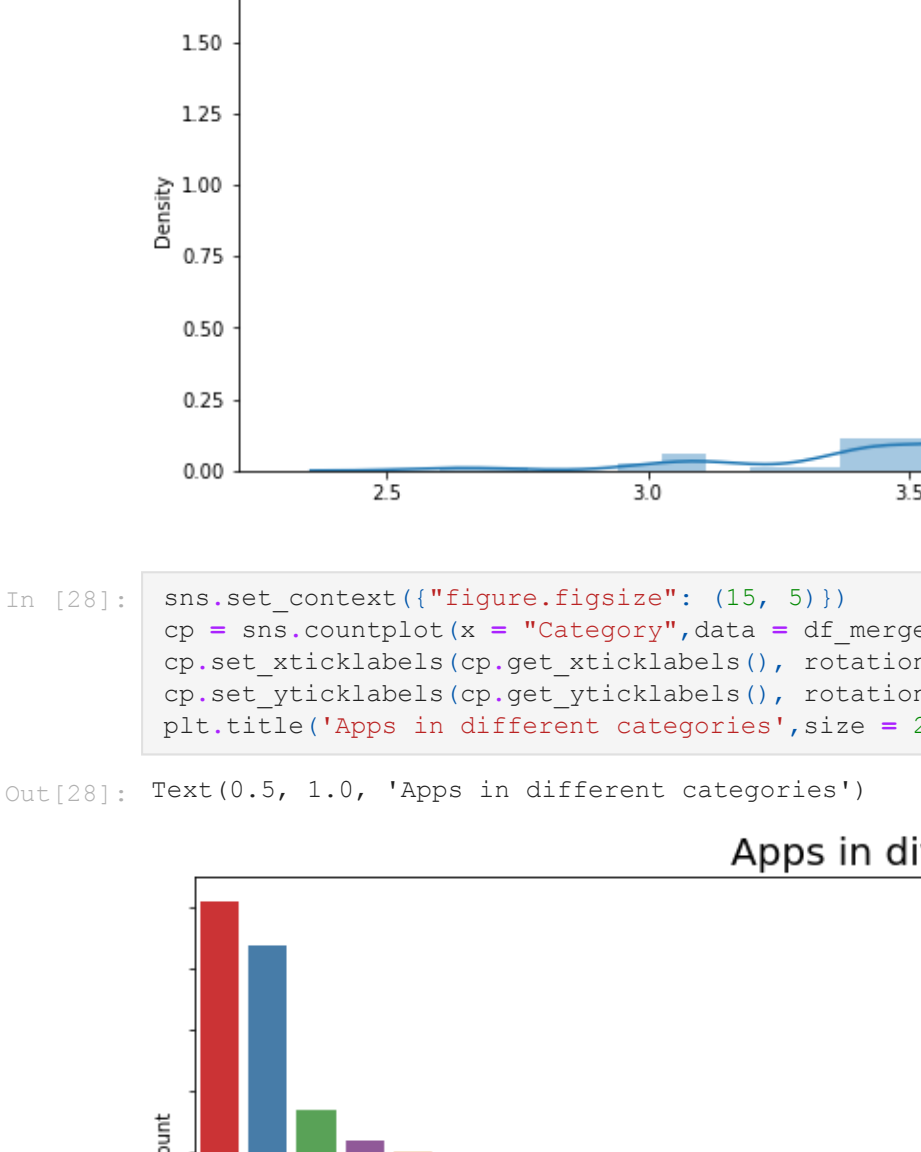 1.50
1.25
1.00
0.75
0.50
0.25
0.00
Density
2.5 3.0 3.5
In [28]: sns.set_context({"figure.figsize": (15, 5)})
cp = sns.countplot(x = "Category",data = df_merge
cp.set_xticklabels(cp.get_xticklabels(), rotation
cp.set_yticklabels(cp.get_yticklabels(), rotation
plt.title('Apps in different categories',size = 2
Out[28]: Text(0.5, 1.0, 'Apps in different categories')
Apps in di
ount